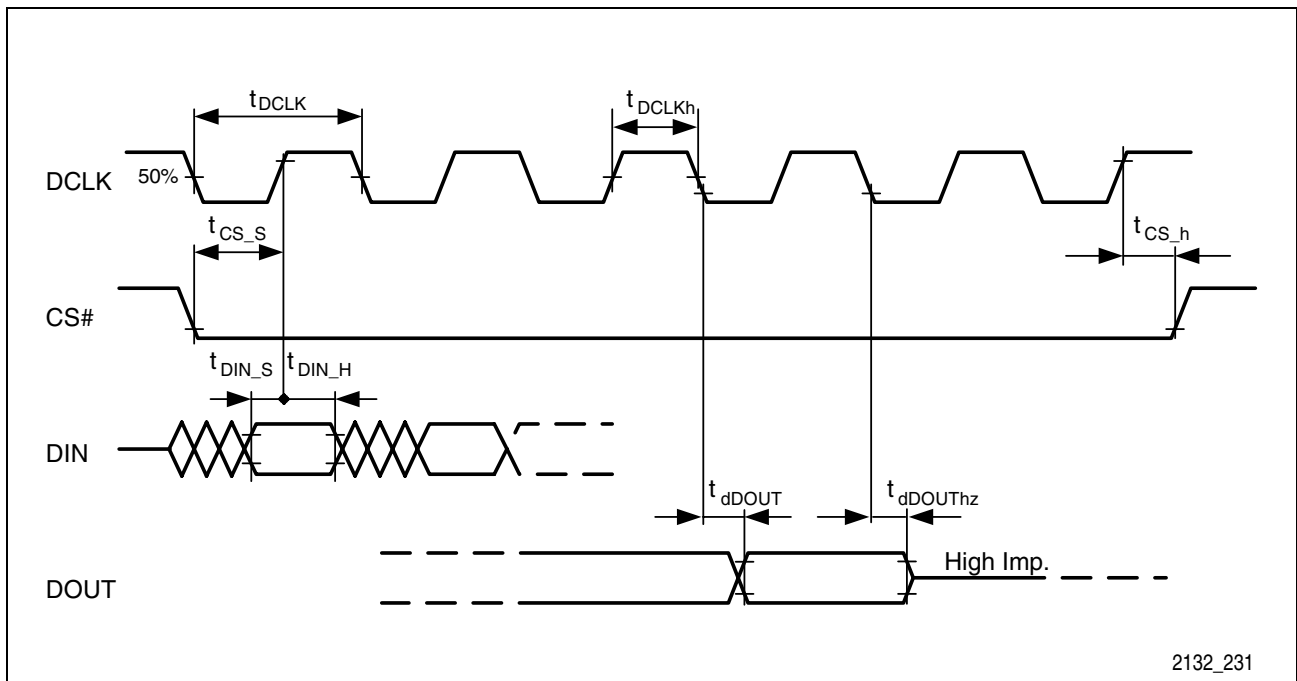 tDCLK
tDCLKh
DCLK
50%
tCS_S
tCS_h
CS#
tDIN_S
tDIN_H
DIN
tdDOUT
tdDOUThz
DOUT
High Imp.
2132_231